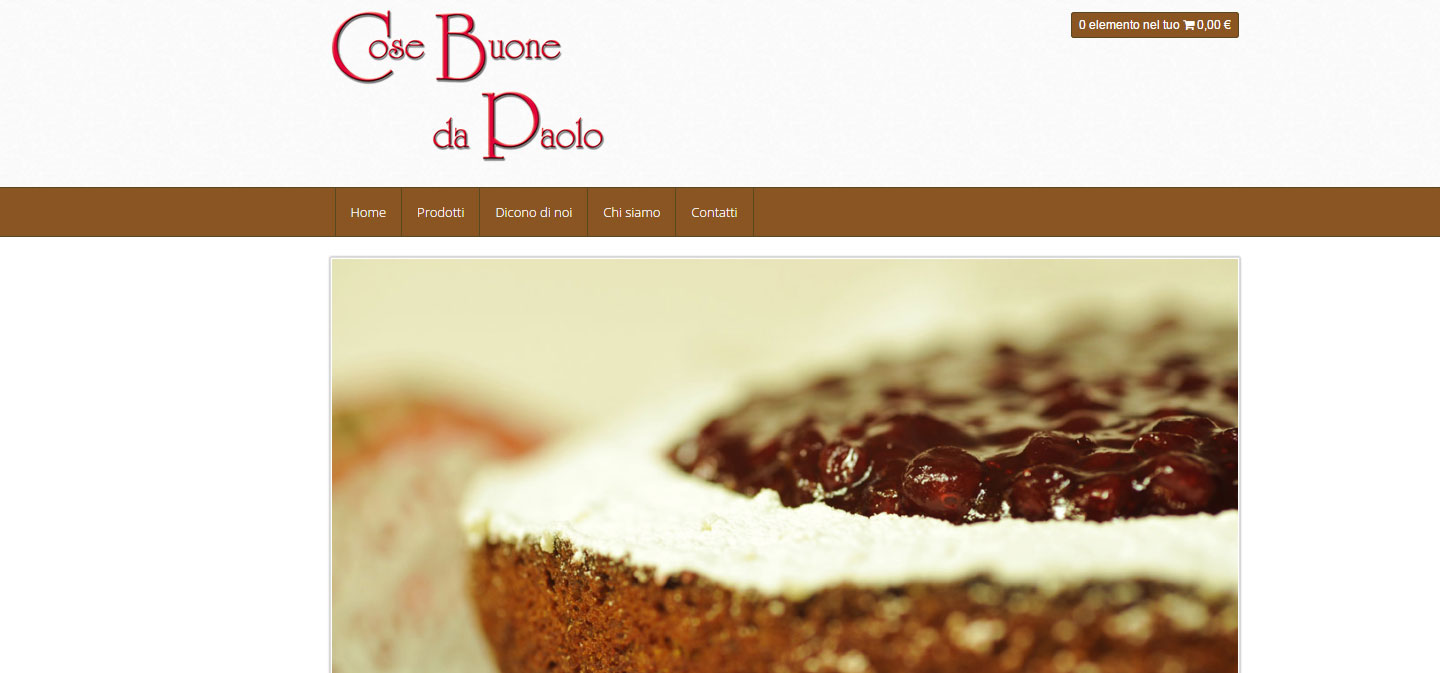 Cose Buone
da Paolo
0 elemento nel tuo 0,00 €
Home Prodotti Dicono di noi Chi siamo Contatti